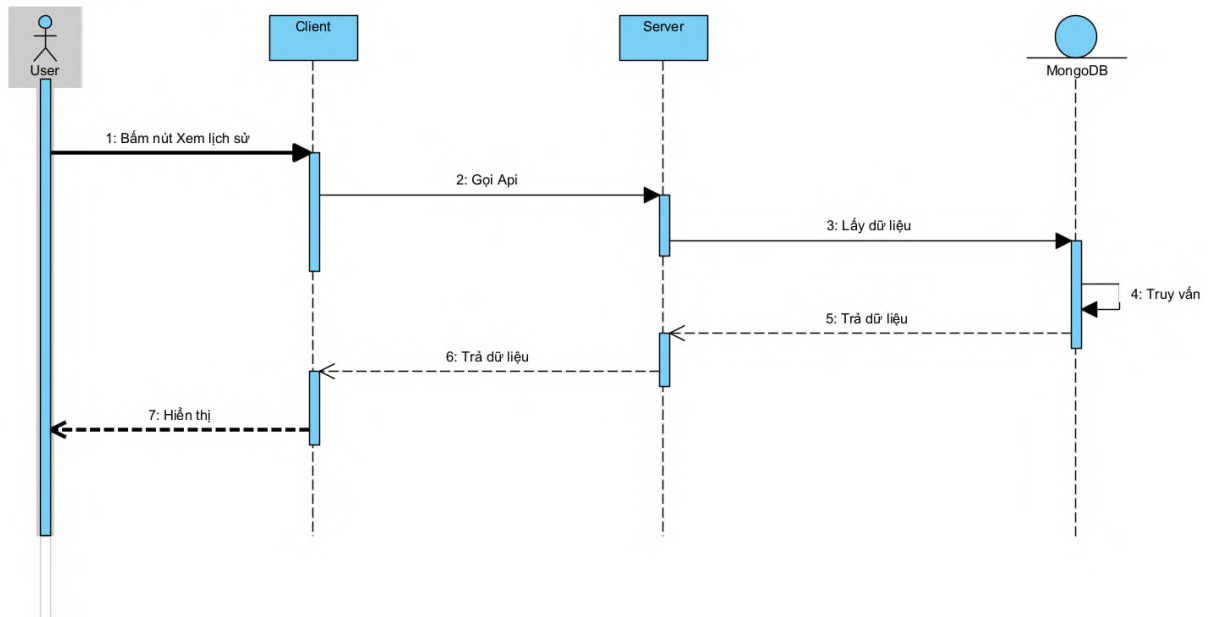 User
Client
Server
MongoDB
1: Bấm nút Xem lịch sử
2: Gọi Api
3: Lấy dữ liệu
4: Truy vấn
5: Trả dữ liệu
6: Trả dữ liệu
7: Hiển thị